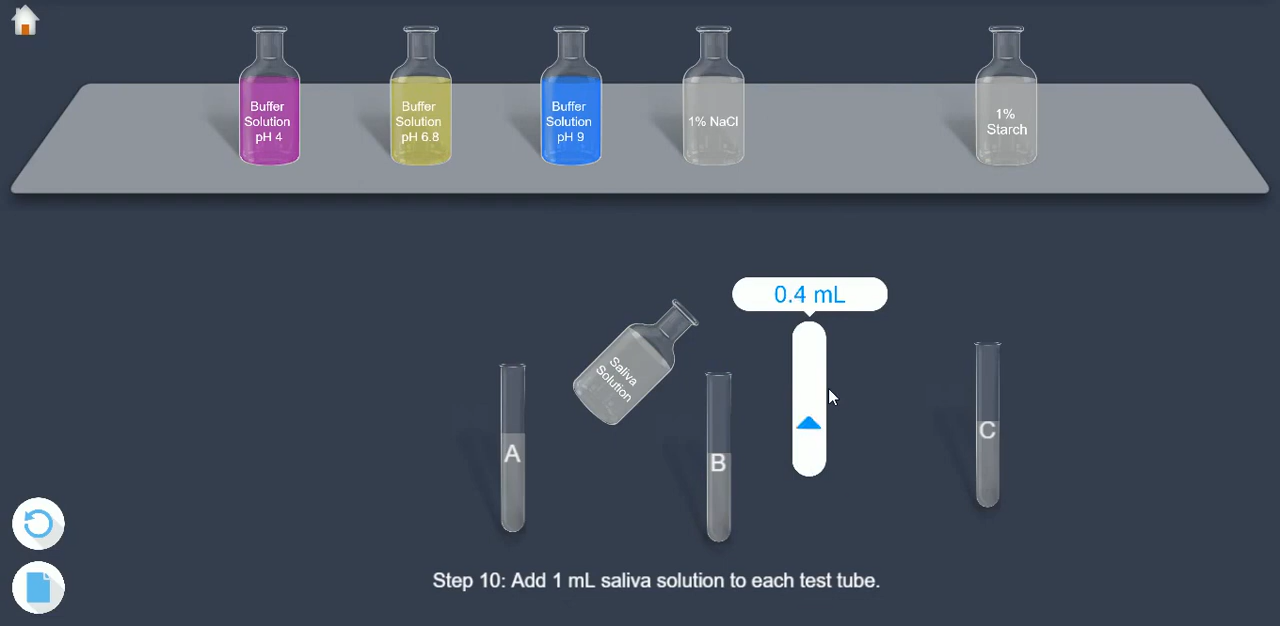 Buffer
Solution
pH 4
Buffer
Solution
pH 6.8
Buffer
Solution
pH 9
1% NaCl
1%
Starch
0.4 mL
Saliva
Solution
A
B
C
Step 10: Add 1 mL saliva solution to each test tube.